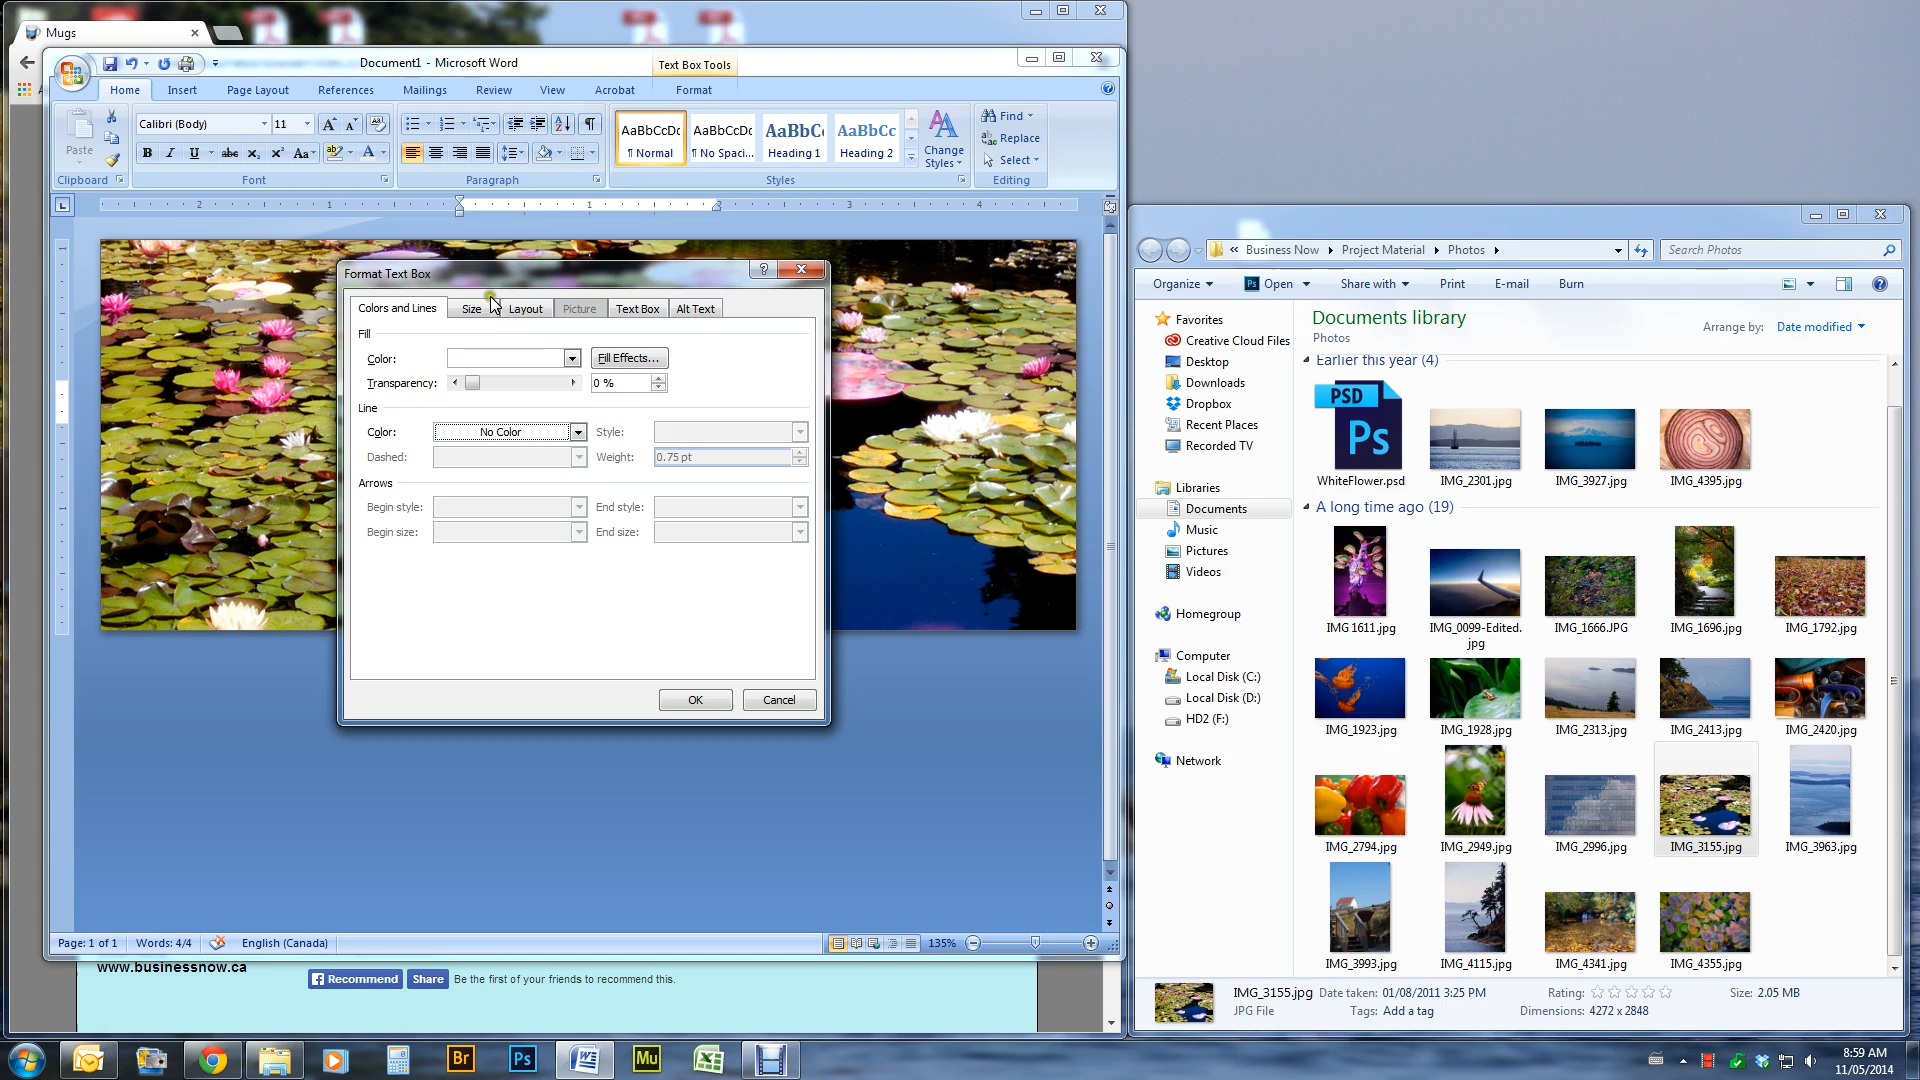 Mugs
Document1 - Microsoft Word
Text Box Tools
Home Insert Page Layout References Mailings Review View Acrobat Format
Paste
Calibri (Body) 11
AaBbCcDc AaBbCcDc AaBbC AaBbCc
¶ Normal ¶ No Spaci... Heading 1 Heading 2
Change Styles
Find
Replace
Select
Clipboard Font Paragraph Styles Editing
2 1 1 2 3 4
Format Text Box
Colors and Lines Size Layout Picture Text Box Alt Text
Fill
Color: Fill Effects...
Transparency: 0 %
Line
Color: No Color Style:
Dashed: Weight: 0.75 pt
Arrows
Begin style: End style:
Begin size: End size:
OK Cancel
Page: 1 of 1 Words: 4/4 English (Canada) 135%
www.businessnow.ca
Recommend Share Be the first of your friends to recommend this.
« Business Now Project Material Photos
Search Photos
Organize Open Share with Print E-mail Burn
Favorites
Creative Cloud Files
Desktop
Downloads
Dropbox
Recent Places
Recorded TV
Libraries
Documents
Music
Pictures
Videos
Homegroup
Computer
Local Disk (C:)
Local Disk (D:)
HD2 (F:)
Network
Documents library
Photos
Arrange by: Date modified
Earlier this year (4)
PSD
Ps
WhiteFlower.psd IMG_2301.jpg IMG_3927.jpg IMG_4395.jpg
A long time ago (19)
IMG 1611.jpg IMG_0099-Edited.jpg IMG_1666.JPG IMG_1696.jpg IMG_1792.jpg
IMG_1923.jpg IMG_1928.jpg IMG_2313.jpg IMG_2413.jpg IMG_2420.jpg
IMG_2794.jpg IMG_2949.jpg IMG_2996.jpg IMG_3155.jpg IMG_3963.jpg
IMG_3993.jpg IMG_4115.jpg IMG_4341.jpg IMG_4355.jpg
IMG_3155.jpg Date taken: 01/08/2011 3:25 PM Rating: Size: 2.05 MB
JPG File Tags: Add a tag Dimensions: 4272 x 2848
Br Ps Mu
8:59 AM
11/05/2014